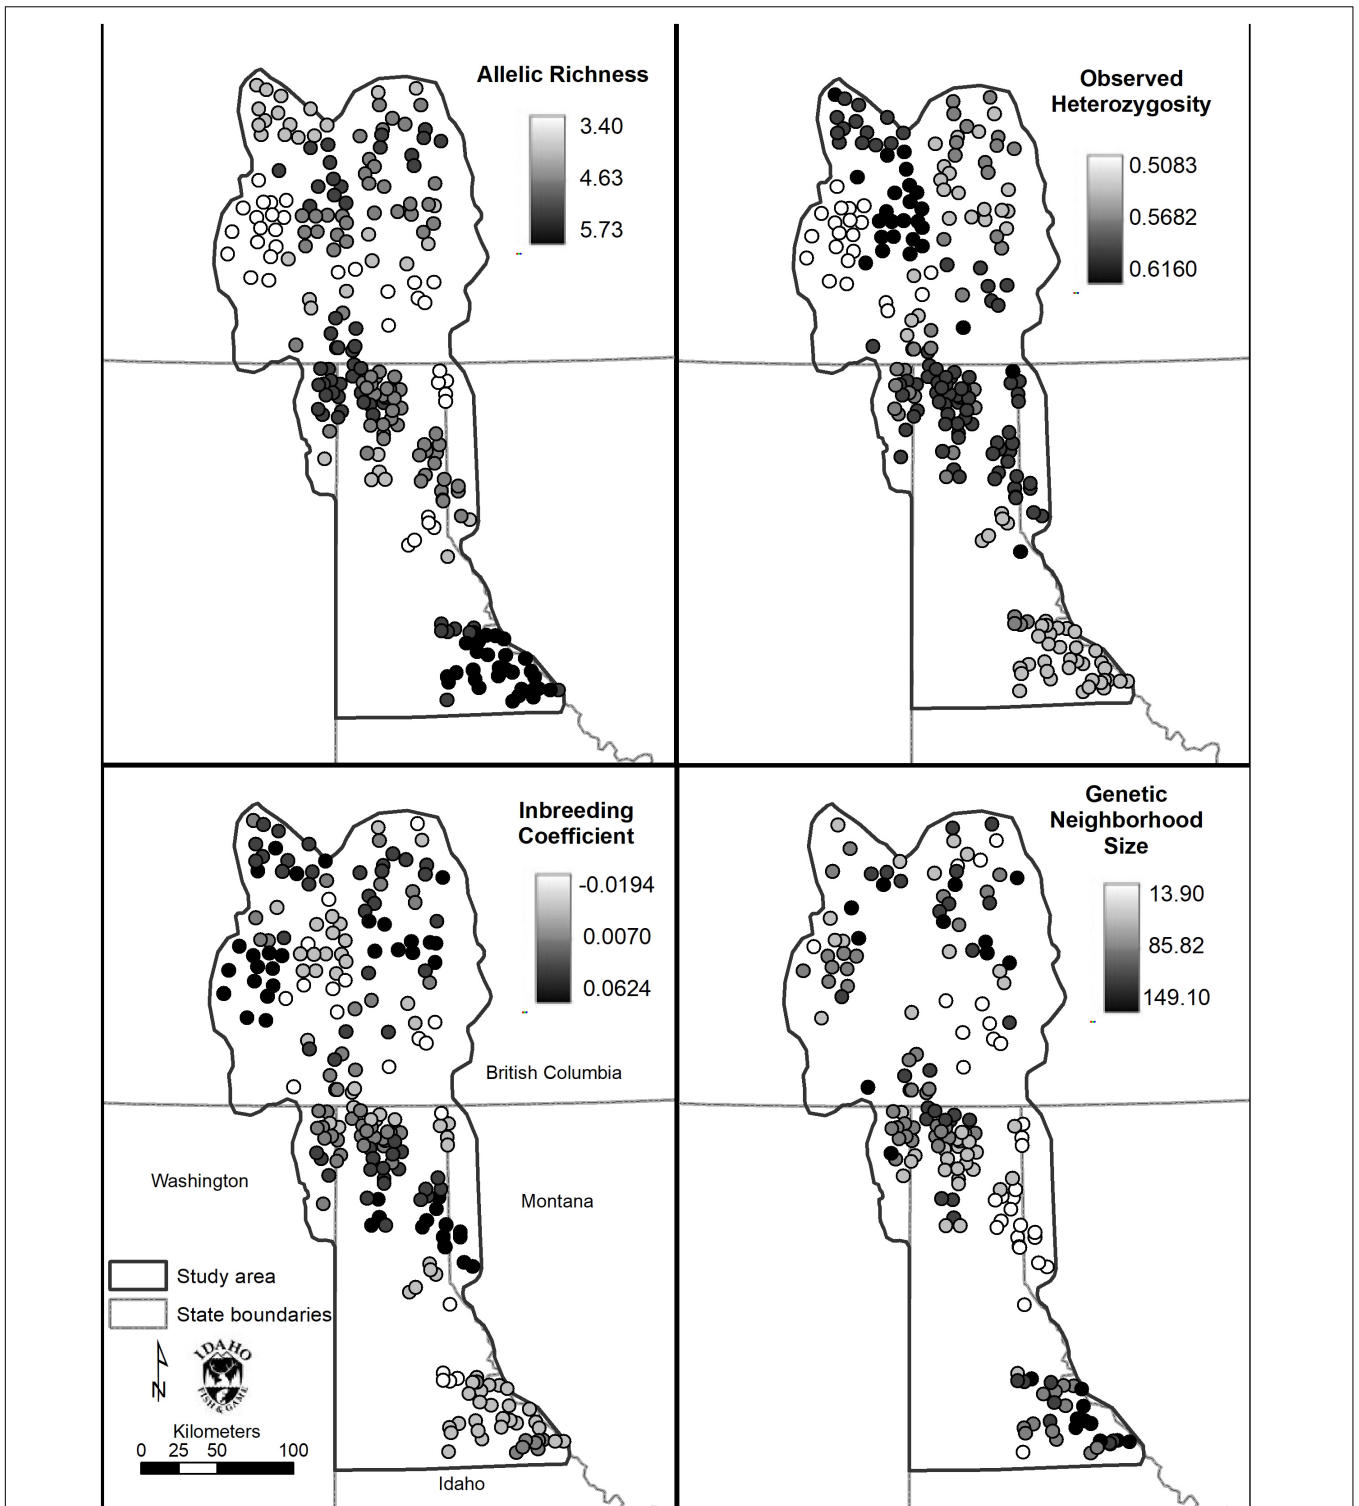 Allelic Richness
3.40
4.63
5.73
Observed
Heterozygosity
0.5083
0.5682
0.6160
Inbreeding
Coefficient
-0.0194
0.0070
0.0624
British Columbia
Washington
Montana
Study area
State boundaries
IDAHO
FISH & GAME
N
Kilometers
0 25 50 100
Idaho
Genetic
Neighborhood
Size
13.90
85.82
149.10